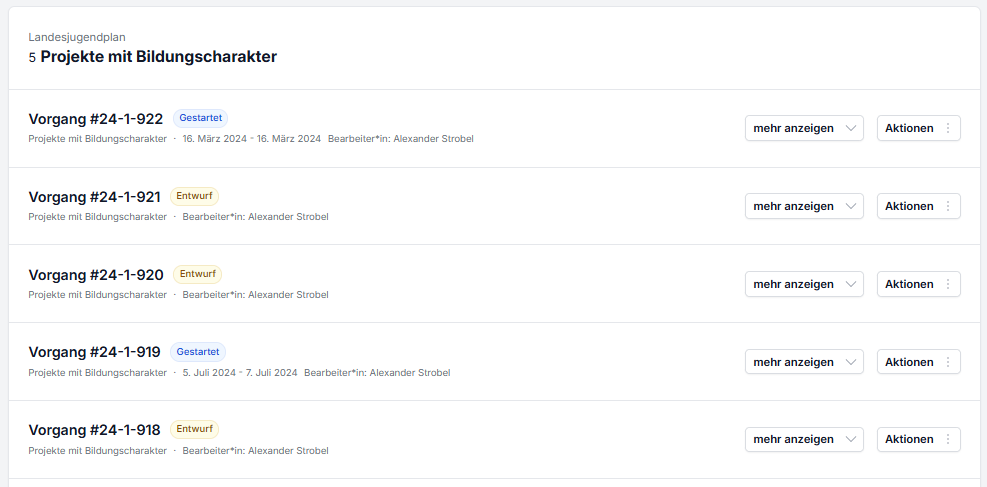 Landesjugendplan
5 Projekte mit Bildungscharakter
Vorgang #24-1-922 Gestartet
Projekte mit Bildungscharakter · 16. März 2024 - 16. März 2024 Bearbeiter*in: Alexander Strobel
mehr anzeigen Aktionen
Vorgang #24-1-921 Entwurf
Projekte mit Bildungscharakter · Bearbeiter*in: Alexander Strobel
mehr anzeigen Aktionen
Vorgang #24-1-920 Entwurf
Projekte mit Bildungscharakter · Bearbeiter*in: Alexander Strobel
mehr anzeigen Aktionen
Vorgang #24-1-919 Gestartet
Projekte mit Bildungscharakter · 5. Juli 2024 - 7. Juli 2024 Bearbeiter*in: Alexander Strobel
mehr anzeigen Aktionen
Vorgang #24-1-918 Entwurf
Projekte mit Bildungscharakter · Bearbeiter*in: Alexander Strobel
mehr anzeigen Aktionen